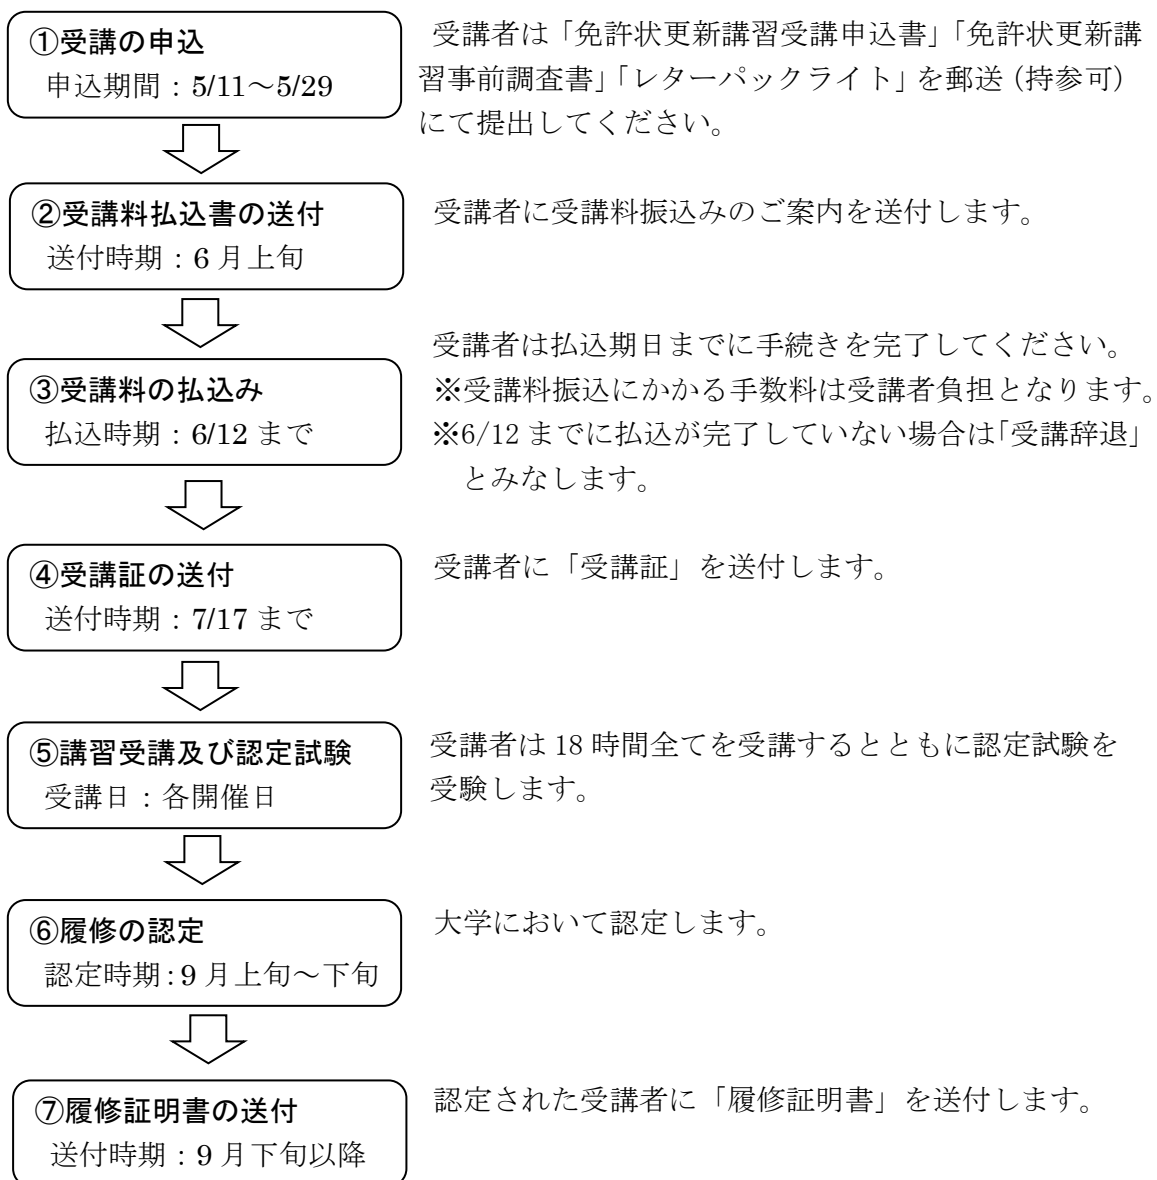 ①受講の申込
申込期間：5/11～5/29
受講者は「免許状更新講習受講申込書」「免許状更新講
習事前調査書」「レターパックライト」を郵送（持参可）
にて提出してください。
②受講料払込書の送付
送付時期：6月上旬
受講者に受講料振込みのご案内を送付します。
③受講料の払込み
払込時期：6/12まで
受講者は払込期日までに手続きを完了してください。
※受講料振込にかかる手数料は受講者負担となります。
※6/12までに払込が完了していない場合は「受講辞退」
とみなします。
④受講証の送付
送付時期：7/17まで
受講者に「受講証」を送付します。
⑤講習受講及び認定試験
受講日：各開催日
受講者は18時間全てを受講するとともに認定試験を
受験します。
⑥履修の認定
認定時期：9月上旬～下旬
大学において認定します。
⑦履修証明書の送付
送付時期：9月下旬以降
認定された受講者に「履修証明書」を送付します。